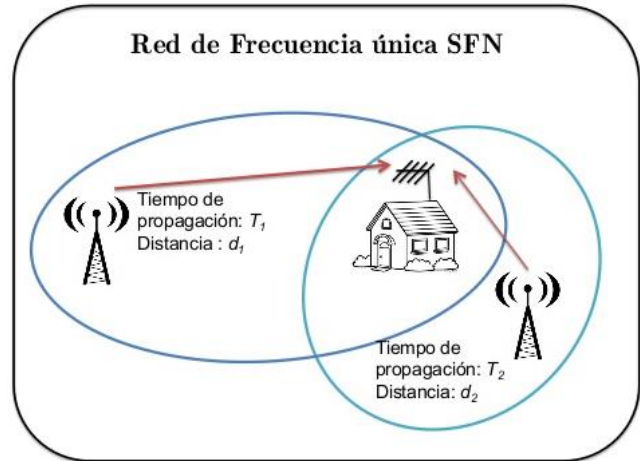 Red de Frecuencia única SFN
Tiempo de
propagación: T₁
Distancia : d₁
Tiempo de
propagación: T₂
Distancia: d₂